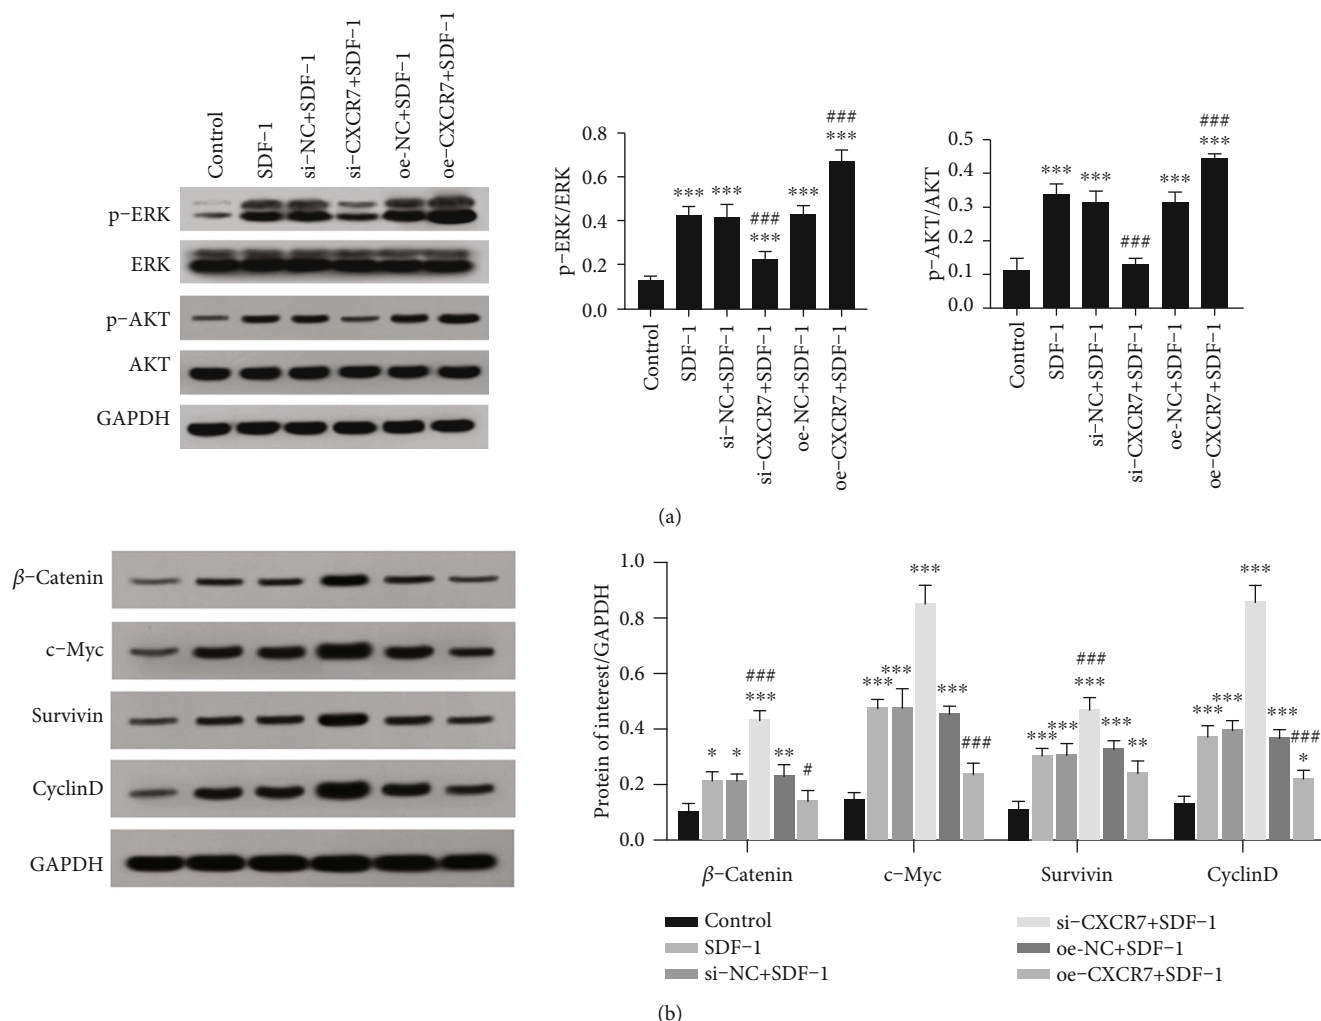 Control
SDF-1
si-NC+SDF-1
si-CXCR7+SDF-1
oe-NC+SDF-1
oe-CXCR7+SDF-1
p-ERK
ERK
p-AKT
AKT
GAPDH
p-ERK/ERK
0.8
0.6
0.4
0.2
0.0
***
***
###
***
***
###
***
Control
SDF-1
si-NC+SDF-1
si-CXCR7+SDF-1
oe-NC+SDF-1
oe-CXCR7+SDF-1
p-AKT/AKT
0.5
0.4
0.3
0.2
0.1
0.0
***
***
###
***
###
***
Control
SDF-1
si-NC+SDF-1
si-CXCR7+SDF-1
oe-NC+SDF-1
oe-CXCR7+SDF-1
(a)
β-Catenin
c-Myc
Survivin
CyclinD
GAPDH
Protein of interest/GAPDH
1.0
0.8
0.6
0.4
0.2
0.0
*
*
###
***
**
#
***
***
***
***
###
***
***
###
***
***
**
***
***
***
***
###
*
β-Catenin
c-Myc
Survivin
CyclinD
Control
SDF-1
si-NC+SDF-1
si-CXCR7+SDF-1
oe-NC+SDF-1
oe-CXCR7+SDF-1
(b)